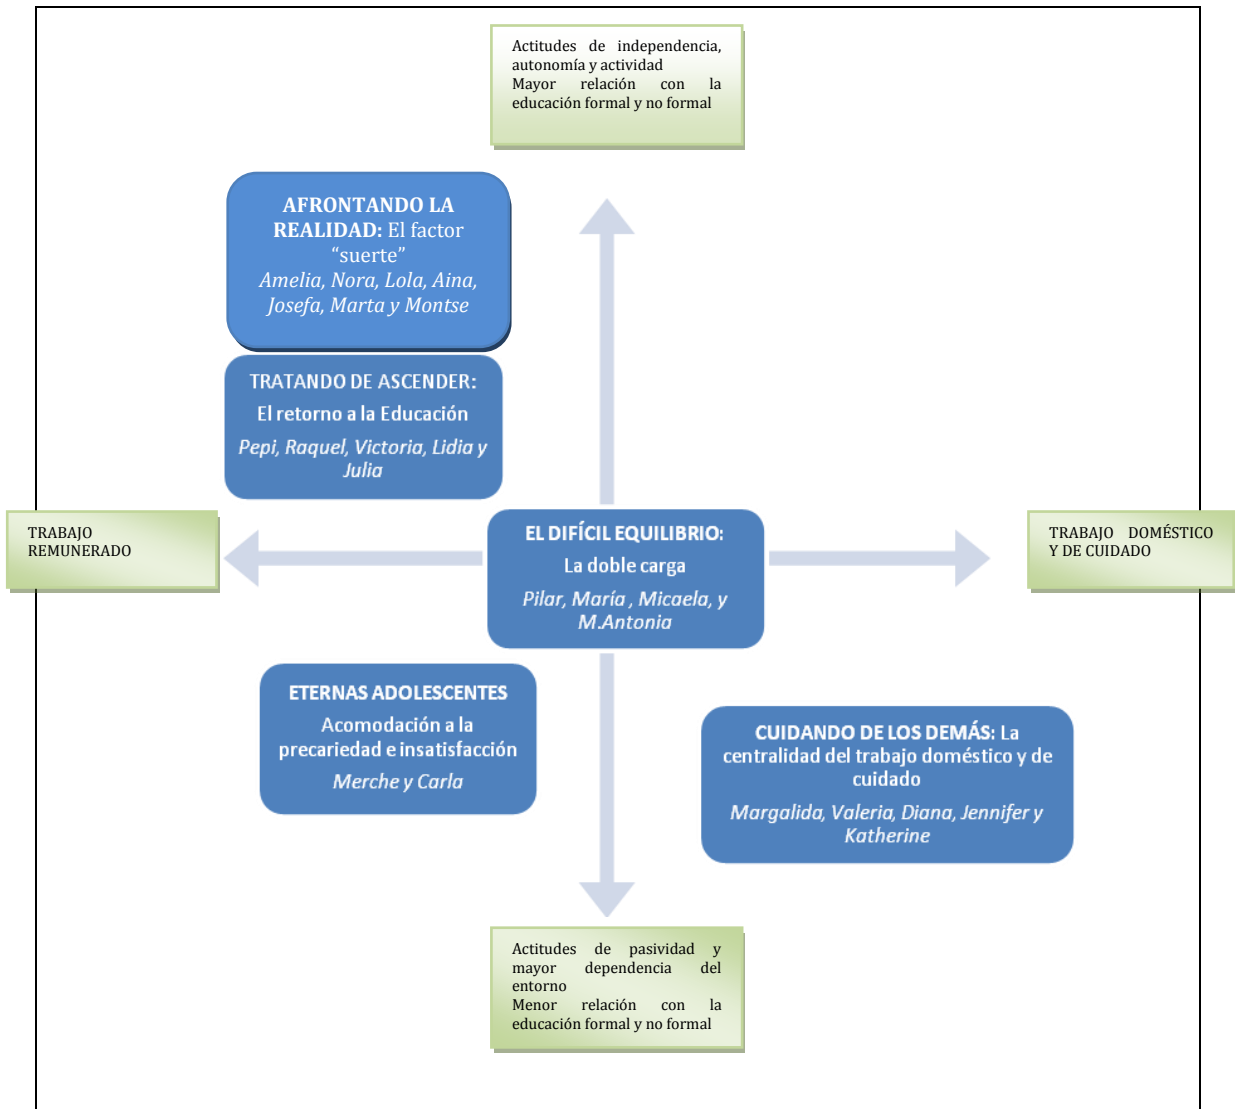 Actitudes de independencia,
autonomía y actividad
Mayor relación con la
educación formal y no formal
AFRONTANDO LA
REALIDAD: El factor
“suerte”
Amelia, Nora, Lola, Aina,
Josefa, Marta y Montse
TRATANDO DE ASCENDER:
El retorno a la Educación
Pepi, Raquel, Victoria, Lidia y
Julia
TRABAJO
REMUNERADO
EL DIFÍCIL EQUILIBRIO:
La doble carga
Pilar, María , Micaela, y
M.Antonia
TRABAJO DOMÉSTICO
Y DE CUIDADO
ETERNAS ADOLESCENTES
Acomodación a la
precariedad e insatisfacción
Merche y Carla
CUIDANDO DE LOS DEMÁS: La
centralidad del trabajo doméstico y de
cuidado
Margalida, Valeria, Diana, Jennifer y
Katherine
Actitudes de pasividad y
mayor dependencia del
entorno
Menor relación con la
educación formal y no formal